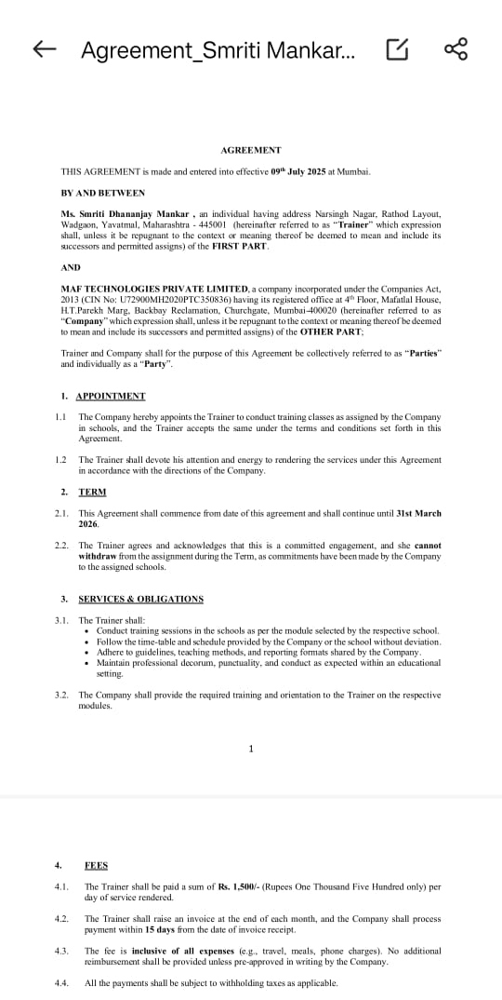 Agreement_Smriti Mankar...
AGREEMENT
THIS AGREEMENT is made and entered into effective 09th July 2025 at Mumbai.
BY AND BETWEEN
Ms. Smriti Dhananjay Mankar , an individual having address Narsingh Nagar, Rathod Layout,
Wadgaon, Yavatmal, Maharashtra - 445001 (hereinafter referred to as “Trainer” which expression
shall, unless it be repugnant to the context or meaning thereof be deemed to mean and include its
successors and permitted assigns) of the FIRST PART.
AND
MAF TECHNOLOGIES PRIVATE LIMITED, a company incorporated under the Companies Act,
2013 (CIN No: U72900MH2020PTC350836) having its registered office at 4th Floor, Mafatlal House,
H.T.Parekh Marg, Backbay Reclamation, Churchgate, Mumbai-400020 (hereinafter referred to as
“Company” which expression shall, unless it be repugnant to the context or meaning thereof be deemed
to mean and include its successors and permitted assigns) of the OTHER PART;
Trainer and Company shall for the purpose of this Agreement be collectively referred to as “Parties”
and individually as a “Party”.
1. APPOINTMENT
1.1 The Company hereby appoints the Trainer to conduct training classes as assigned by the Company
in schools, and the Trainer accepts the same under the terms and conditions set forth in this
Agreement.
1.2 The Trainer shall devote his attention and energy to rendering the services under this Agreement
in accordance with the directions of the Company.
2. TERM
2.1. This Agreement shall commence from date of this agreement and shall continue until 31st March
2026.
2.2. The Trainer agrees and acknowledges that this is a committed engagement, and she cannot
withdraw from the assignment during the Term, as commitments have been made by the Company
to the assigned schools.
3. SERVICES & OBLIGATIONS
3.1. The Trainer shall:
• Conduct training sessions in the schools as per the module selected by the respective school.
• Follow the time-table and schedule provided by the Company or the school without deviation.
• Adhere to guidelines, teaching methods, and reporting formats shared by the Company.
• Maintain professional decorum, punctuality, and conduct as expected within an educational
setting.
3.2. The Company shall provide the required training and orientation to the Trainer on the respective
modules.
1
4. FEES
4.1. The Trainer shall be paid a sum of Rs. 1,500/- (Rupees One Thousand Five Hundred only) per
day of service rendered.
4.2. The Trainer shall raise an invoice at the end of each month, and the Company shall process
payment within 15 days from the date of invoice receipt.
4.3. The fee is inclusive of all expenses (e.g., travel, meals, phone charges). No additional
reimbursement shall be provided unless pre-approved in writing by the Company.
4.4. All the payments shall be subject to withholding taxes as applicable.